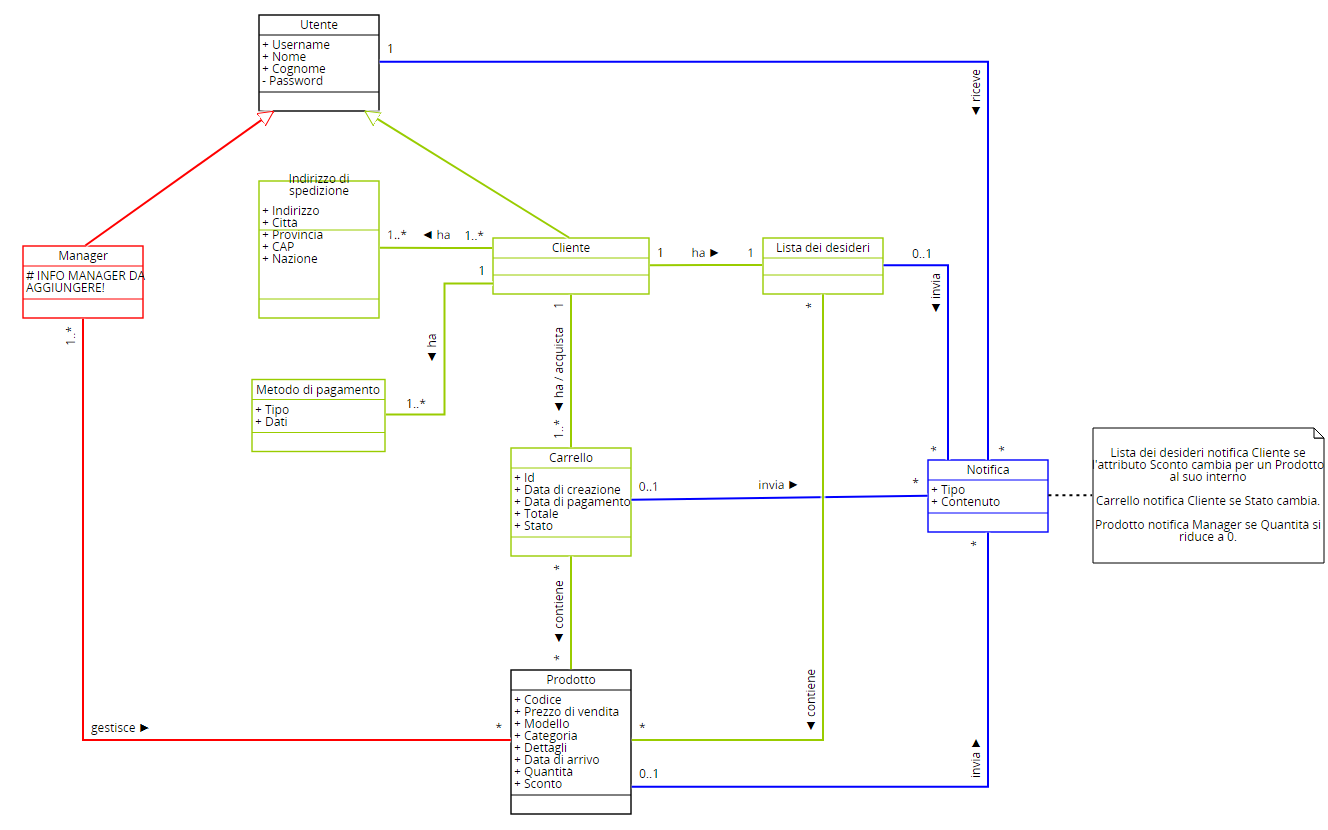 Utente
+ Username
+ Nome
+ Cognome
- Password
1
◄ riceve
Indirizzo di
spedizione
+ Indirizzo
+ Città
+ Provincia
+ CAP
+ Nazione
1..*
◄ ha
1..*
Manager
# INFO MANAGER DA
AGGIUNGERE!
1..*
Cliente
1
ha ►
1
Lista dei desideri
0..1
◄ invia
*
1
◄ ha
1..*
Metodo di pagamento
+ Tipo
+ Dati
1
◄ ha / acquista
1..*
Carrello
+ Id
+ Data di creazione
+ Data di pagamento
+ Totale
+ Stato
0..1
invia ►
*
*
*
Notifica
+ Tipo
+ Contenuto
*
Lista dei desideri notifica Cliente se
l'attributo Sconto cambia per un Prodotto
al suo interno
Carrello notifica Cliente se Stato cambia.
Prodotto notifica Manager se Quantità si
riduce a 0.
*
◄ contiene
*
Prodotto
+ Codice
+ Prezzo di vendita
+ Modello
+ Categoria
+ Dettagli
+ Data di arrivo
+ Quantità
+ Sconto
gestisce ►
*
*
◄ contiene
0..1
invia ►